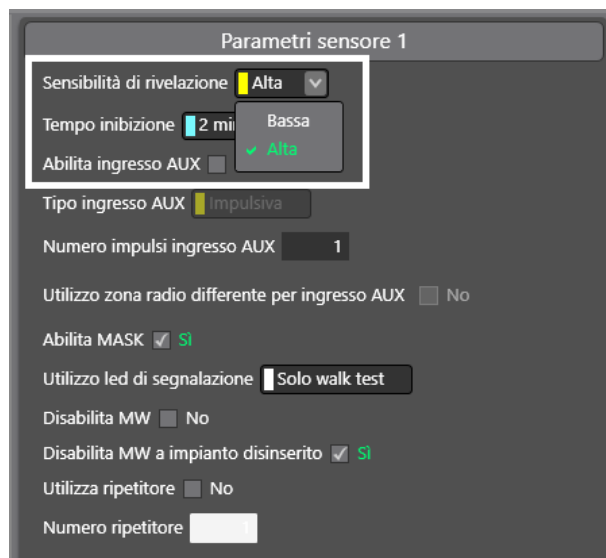 Parametri sensore 1
Sensibilità di rivelazione Alta
Tempo inibizione 2 mi
Bassa
Alta
Abilita ingresso AUX
Tipo ingresso AUX Impulsiva
Numero impulsi ingresso AUX 1
Utilizzo zona radio differente per ingresso AUX No
Abilita MASK Sì
Utilizzo led di segnalazione Solo walk test
Disabilita MW No
Disabilita MW a impianto disinserito Sì
Utilizza ripetitore No
Numero ripetitore 1